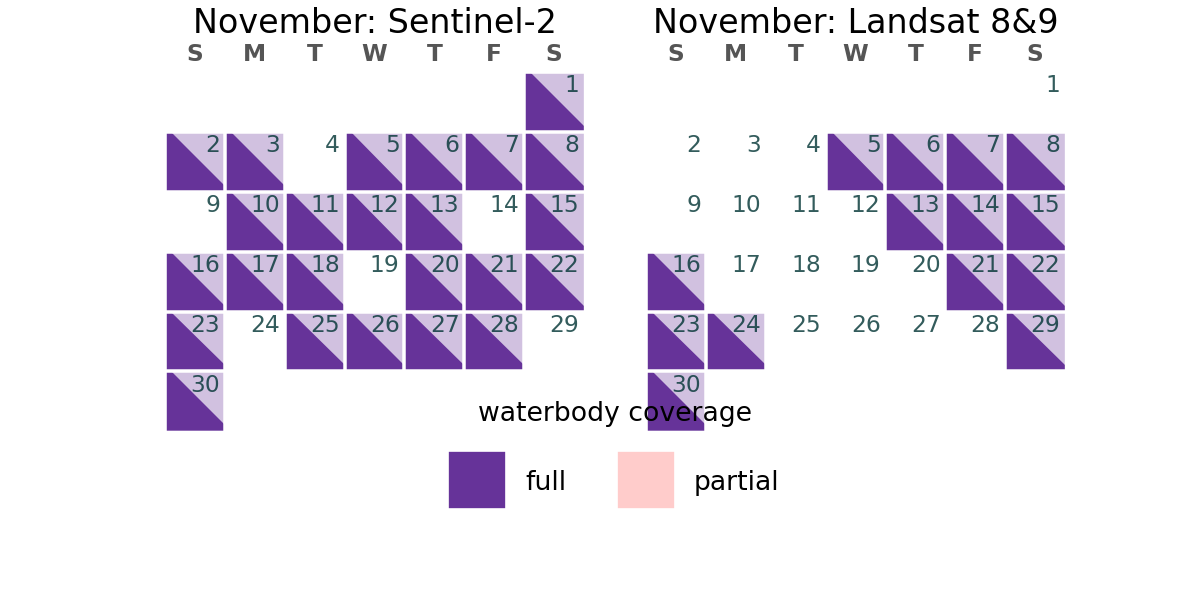 November: Sentinel-2
S M T W T F S
1
2 3 4 5 6 7 8
9 10 11 12 13 14 15
16 17 18 19 20 21 22
23 24 25 26 27 28 29
30
November: Landsat 8&9
S M T W T F S
1
2 3 4 5 6 7 8
9 10 11 12 13 14 15
16 17 18 19 20 21 22
23 24 25 26 27 28 29
30
waterbody coverage
full partial